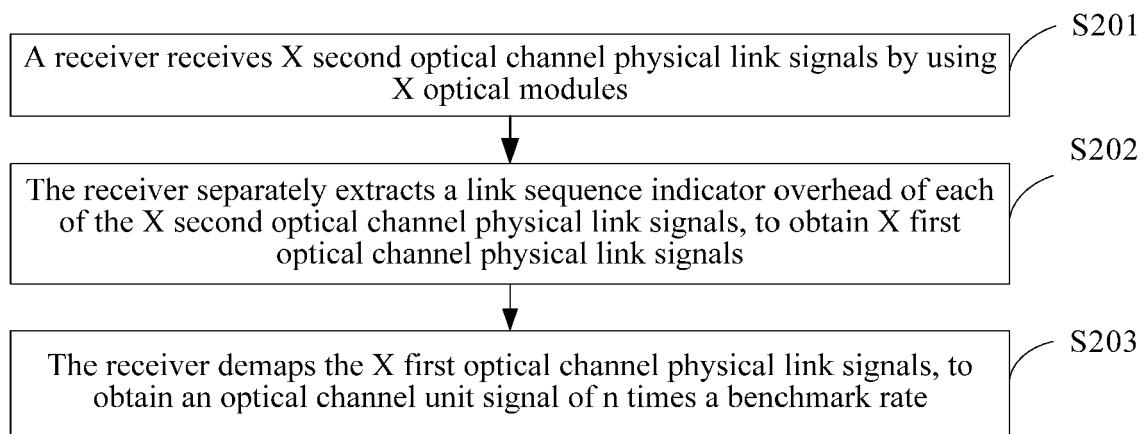 S201
A receiver receives X second optical channel physical link signals by using
X optical modules
S202
The receiver separately extracts a link sequence indicator overhead of each
of the X second optical channel physical link signals, to obtain X first
optical channel physical link signals
S203
The receiver demaps the X first optical channel physical link signals, to
obtain an optical channel unit signal of n times a benchmark rate